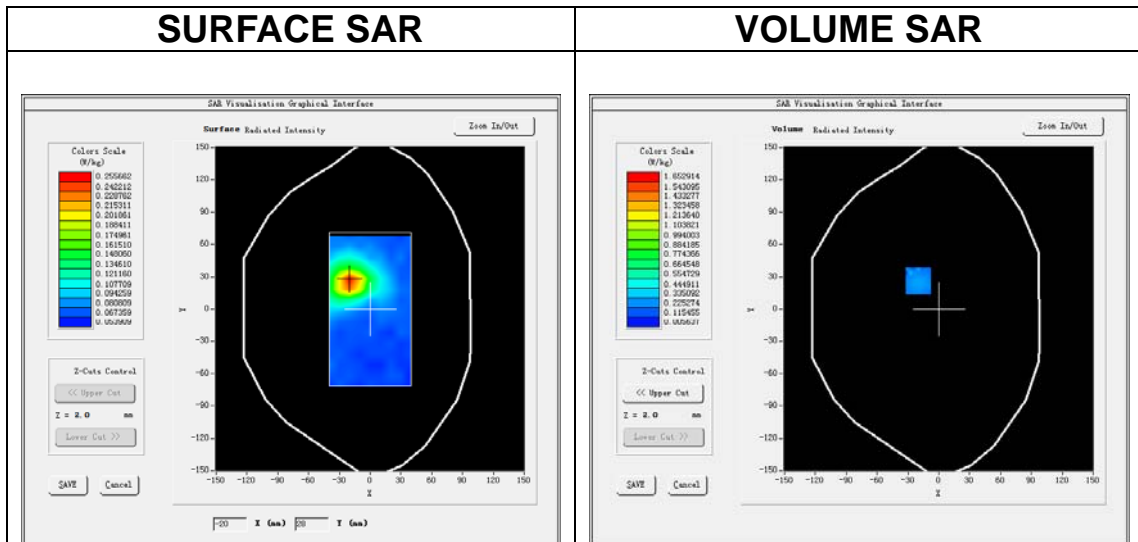 SURFACE SAR
VOLUME SAR
SAR Visualisation Graphical Interface
Surface Radiated Intensity
Zoom In/Out
Colors Scale
(W/kg)
0.255662
0.242212
0.228762
0.215311
0.201861
0.188411
0.174961
0.161510
0.148060
0.134610
0.121160
0.107709
0.094259
0.080809
0.067359
0.053909
150
90
60
30
0
-30
-60
-90
-120
-150
Y
-150 -120 -90 -60 -30 0 30 60 90 120 150
X
Z-Cuts Control
<< Upper Cut
Z = 2.0 mm
Lower Cut >>
SAVE
Cancel
-20 X (mm) 28 Y (mm)
SAR Visualisation Graphical Interface
Volume Radiated Intensity
Zoom In/Out
Colors Scale
(W/kg)
1.652914
1.543095
1.433277
1.323458
1.213640
1.103821
0.994003
0.884185
0.774366
0.664548
0.554729
0.444911
0.335092
0.225274
0.115455
0.005637
150
90
60
30
0
-30
-60
-90
-120
-150
Y
-150 -120 -90 -60 -30 0 30 60 90 120 150
X
Z-Cuts Control
<< Upper Cut
Z = 2.0 mm
Lower Cut >>
SAVE
Cancel